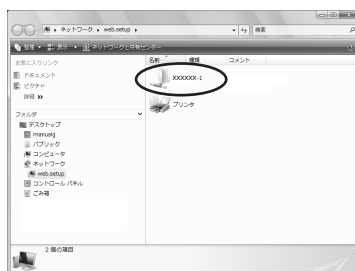 ネットワーク ▸ web.setup ▸
検索
整理 ▾ 表示 ▾ ネットワークと共有センター
お気に入りリンク
ドキュメント
ピクチャ
詳細 »
フォルダ
デスクトップ
manualg
パブリック
コンピュータ
ネットワーク
web.setup
コントロール パネル
ごみ箱
名前 種類 コメント
XXXXXX-1
プリンタ
2 個の項目